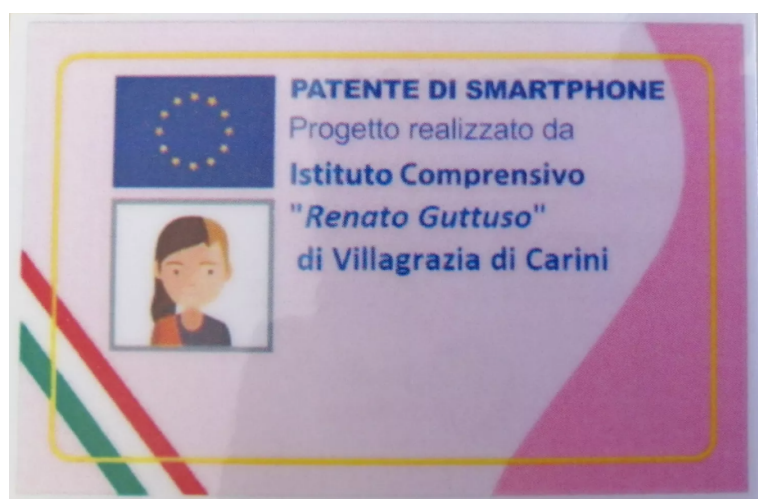 PATENTE DI SMARTPHONE
Progetto realizzato da
Istituto Comprensivo
"Renato Guttuso"
di Villagrazia di Carini